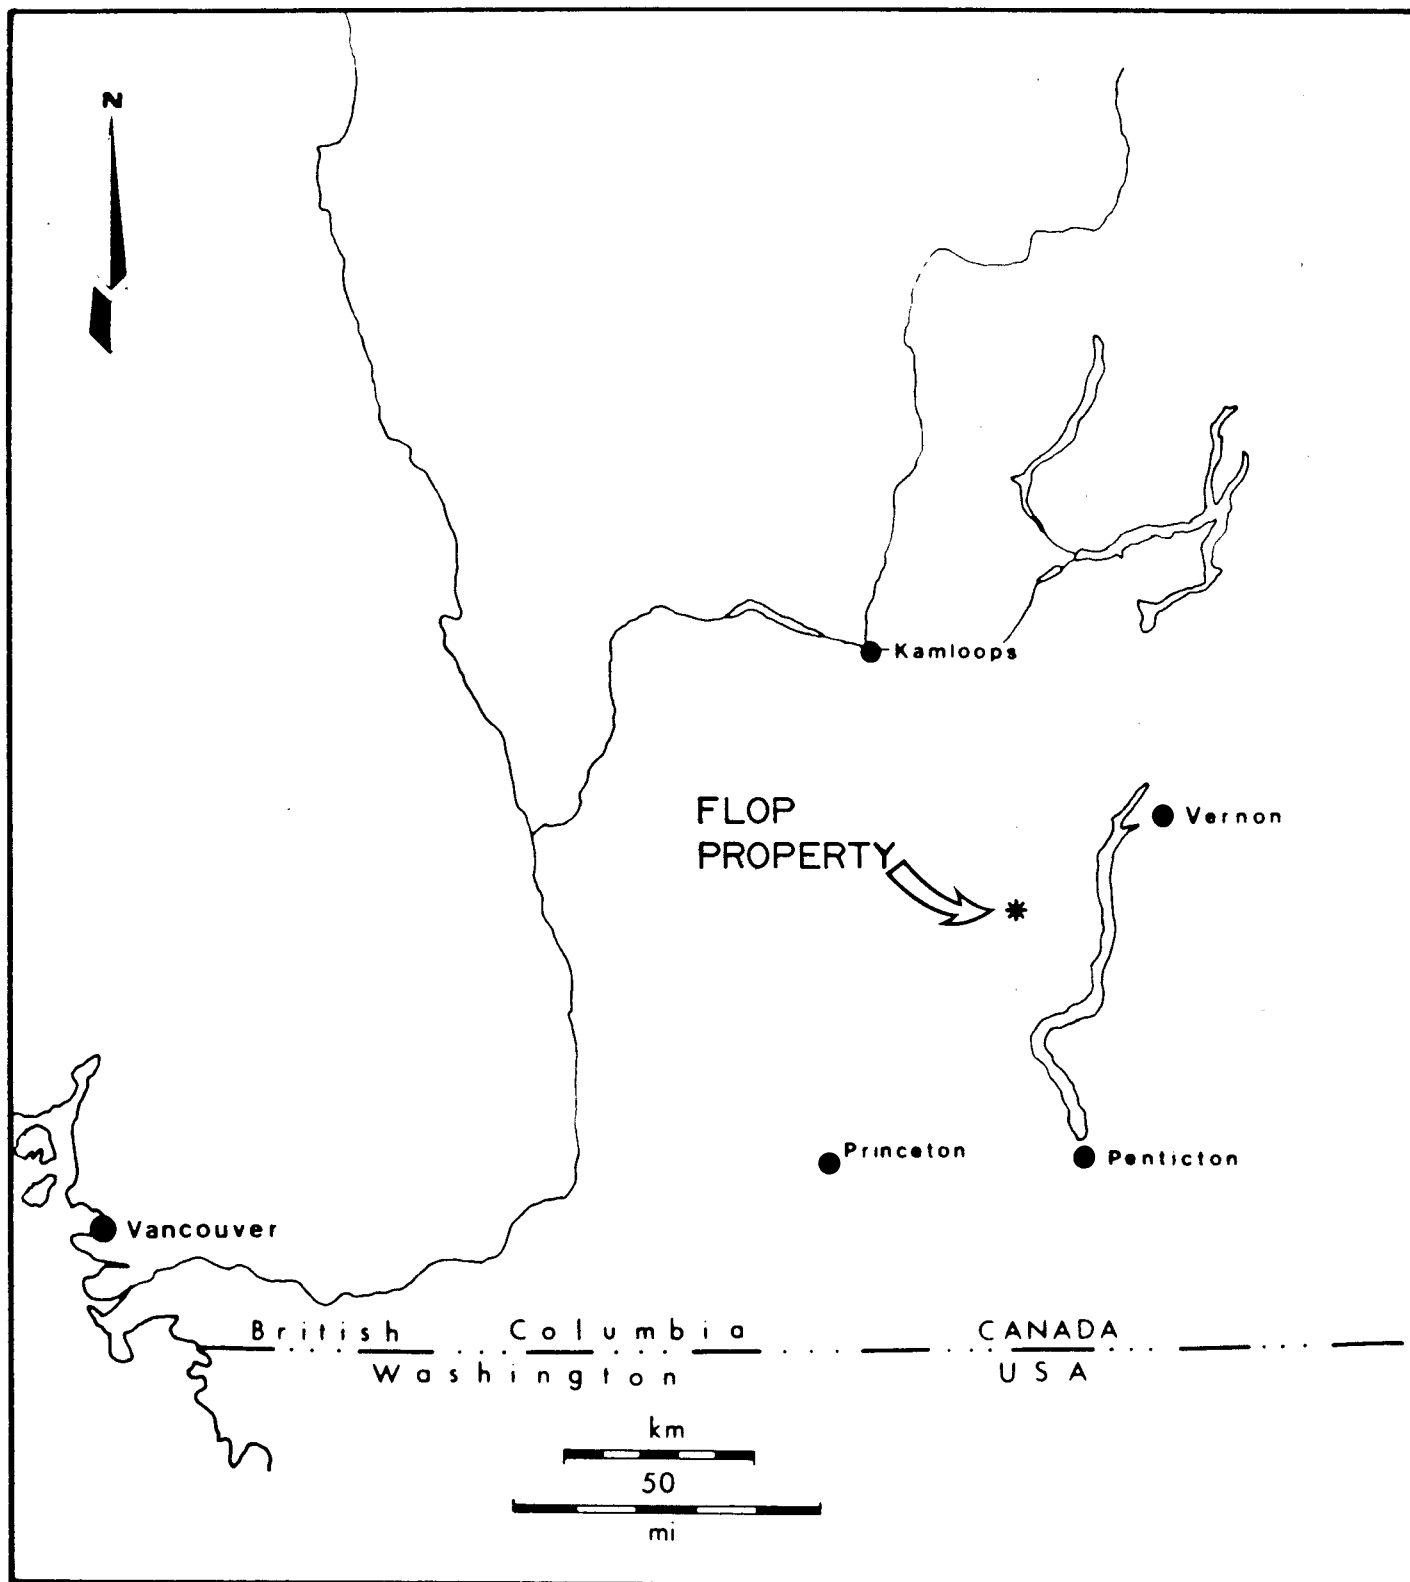 N
Kamloops
FLOP
PROPERTY
Vernon
Princeton
Penticton
Vancouver
British Columbia
CANADA
Washington
USA
km
50
mi